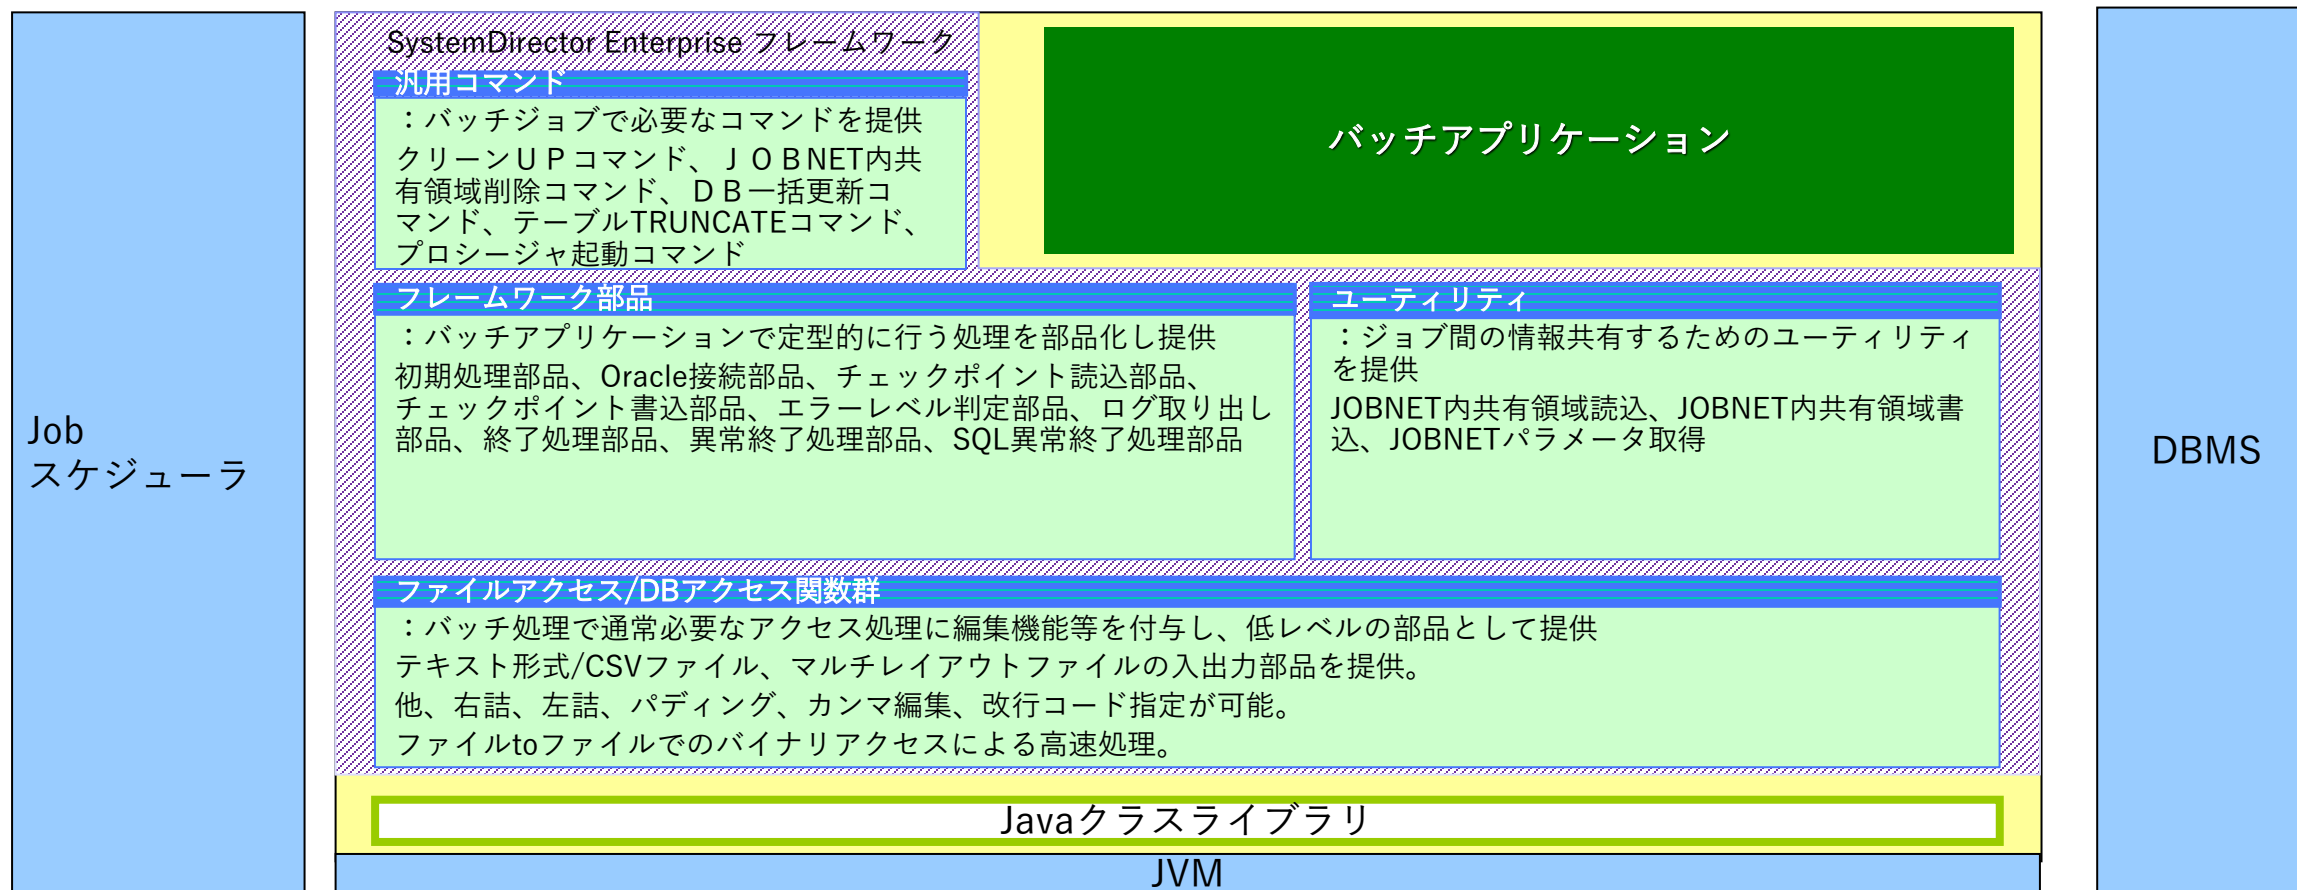 Job
スケジューラ
SystemDirector Enterprise フレームワーク
汎用コマンド
：バッチジョブで必要なコマンドを提供
クリーンＵＰコマンド、ＪＯＢNET内共
有領域削除コマンド、ＤＢ一括更新コ
マンド、テーブルTRUNCATEコマンド、
プロシージャ起動コマンド
バッチアプリケーション
フレームワーク部品
：バッチアプリケーションで定型的に行う処理を部品化し提供
初期処理部品、Oracle接続部品、チェックポイント読込部品、
チェックポイント書込部品、エラーレベル判定部品、ログ取り出し
部品、終了処理部品、異常終了処理部品、SQL異常終了処理部品
ユーティリティ
：ジョブ間の情報共有するためのユーティリティ
を提供
JOBNET内共有領域読込、JOBNET内共有領域書
込、JOBNETパラメータ取得
ファイルアクセス/DBアクセス関数群
：バッチ処理で通常必要なアクセス処理に編集機能等を付与し、低レベルの部品として提供
テキスト形式/CSVファイル、マルチレイアウトファイルの入出力部品を提供。
他、右詰、左詰、パディング、カンマ編集、改行コード指定が可能。
ファイルtoファイルでのバイナリアクセスによる高速処理。
Javaクラスライブラリ
JVM
DBMS